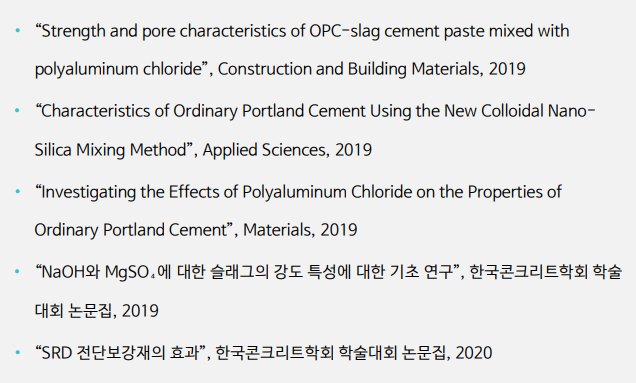 • “Strength and pore characteristics of OPC-slag cement paste mixed with
polyaluminum chloride”, Construction and Building Materials, 2019
• “Characteristics of Ordinary Portland Cement Using the New Colloidal Nano-
Silica Mixing Method”, Applied Sciences, 2019
• “Investigating the Effects of Polyaluminum Chloride on the Properties of
Ordinary Portland Cement”, Materials, 2019
• “NaOH와 MgSO₄에 대한 슬래그의 강도 특성에 대한 기초 연구”, 한국콘크리트학회 학술
대회 논문집, 2019
• “SRD 전단보강재의 효과”, 한국콘크리트학회 학술대회 논문집, 2020